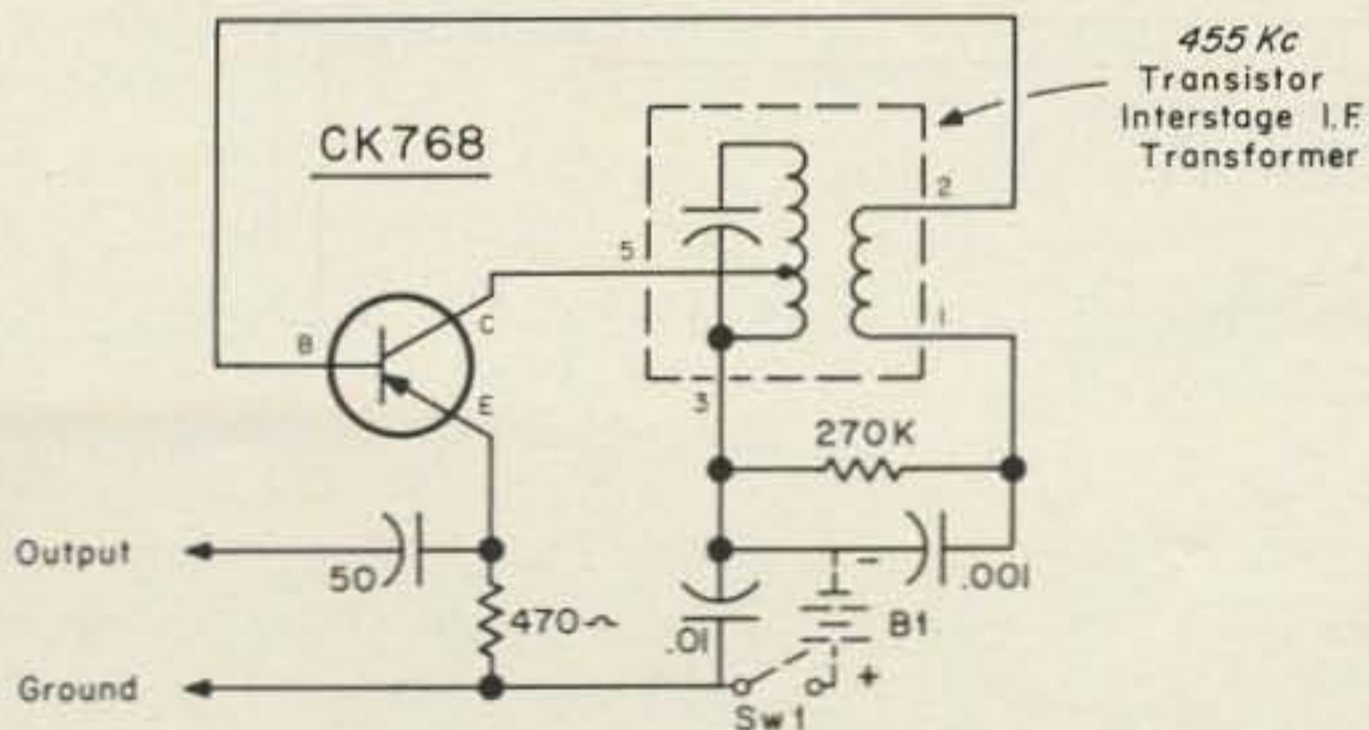 455 Kc
Transistor
Interstage I.F.
Transformer
CK768
2
5
C
B
1
E
3
270K
Output
50
-
.001
470~
.01
B1
Ground
+
Sw1